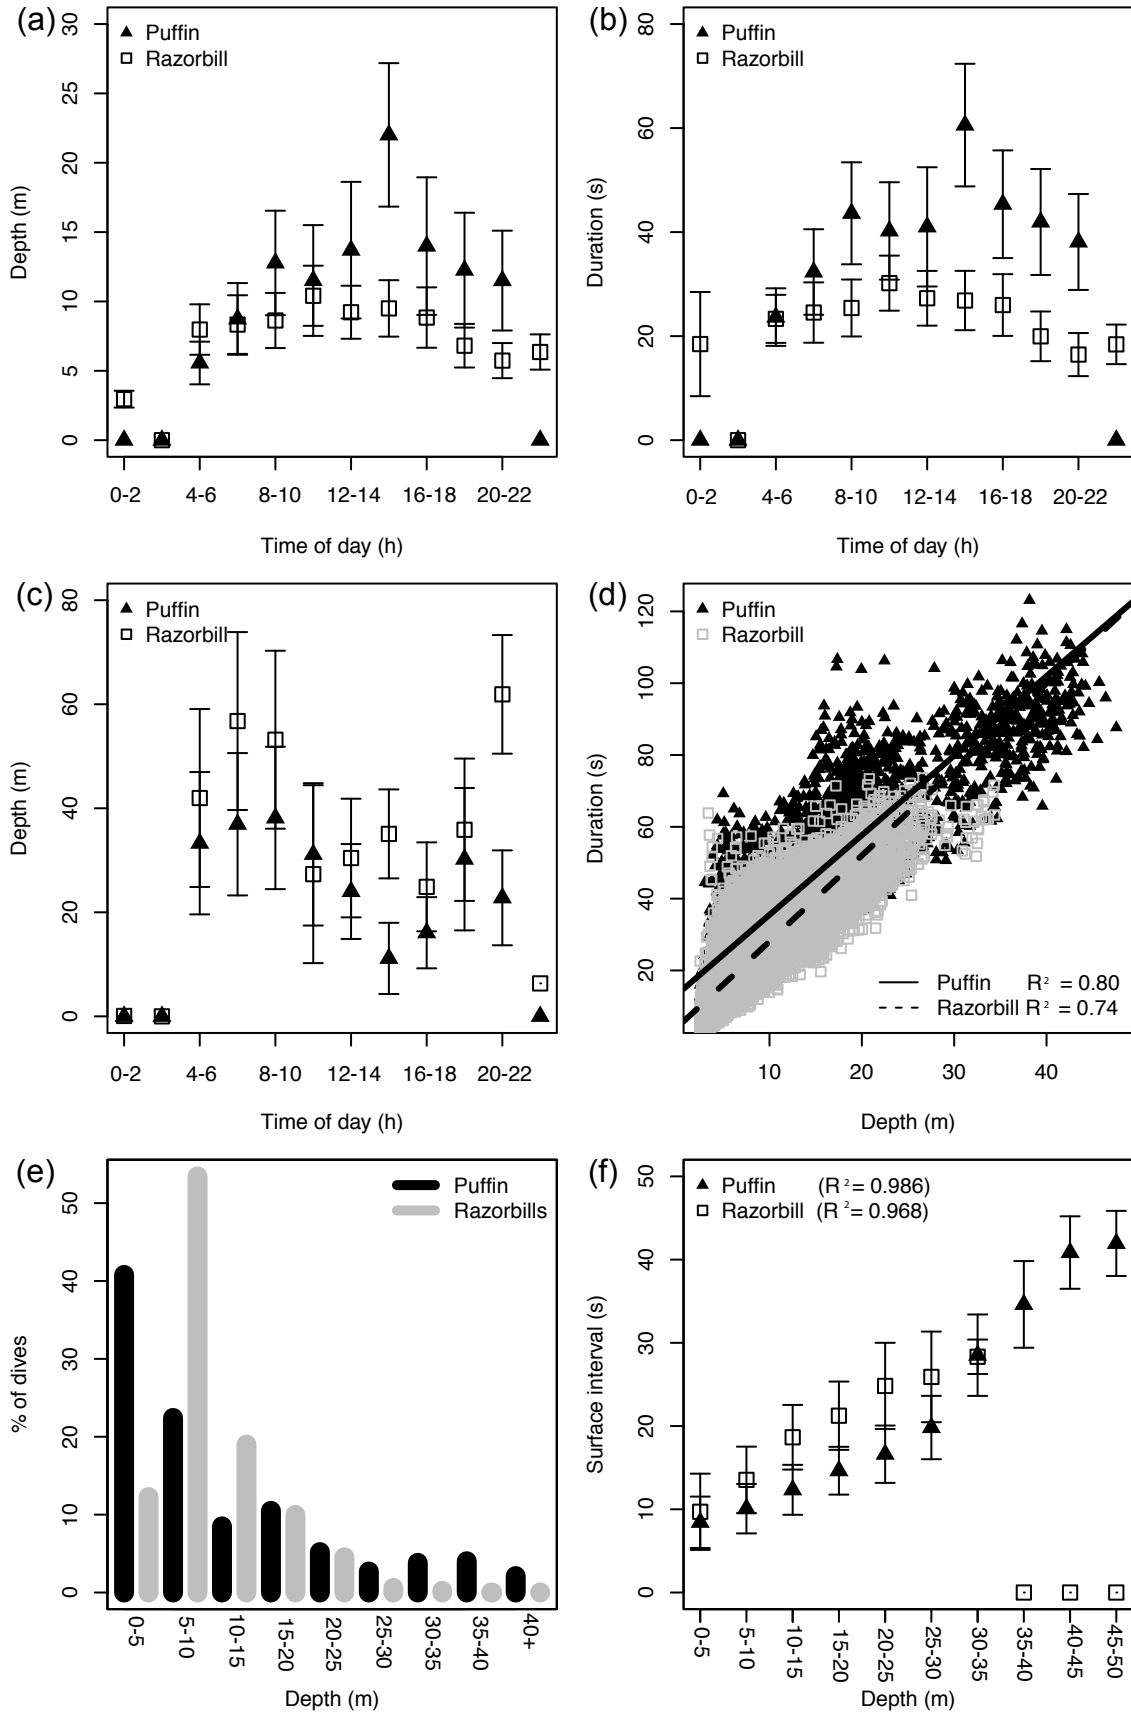 (a)
Puffin
Razorbill
30
25
20
15
10
5
0
Depth (m)
0-2 4-6 8-10 12-14 16-18 20-22
Time of day (h)
(b)
Puffin
Razorbill
80
60
40
20
0
Duration (s)
0-2 4-6 8-10 12-14 16-18 20-22
Time of day (h)
(c)
Puffin
Razorbill
80
60
40
20
0
Depth (m)
0-2 4-6 8-10 12-14 16-18 20-22
Time of day (h)
(d)
Puffin
Razorbill
120
100
80
60
40
20
Duration (s)
Puffin R² = 0.80
Razorbill R² = 0.74
10 20 30 40
Depth (m)
(e)
Puffin
Razorbills
50
40
30
20
10
0
% of dives
0-5 5-10 10-15 15-20 20-25 25-30 30-35 35-40 40+
Depth (m)
(f)
Puffin (R²= 0.986)
Razorbill (R²= 0.968)
50
40
30
20
10
0
Surface interval (s)
0-5 5-10 10-15 15-20 20-25 25-30 30-35 35-40 40-45 45-50
Depth (m)